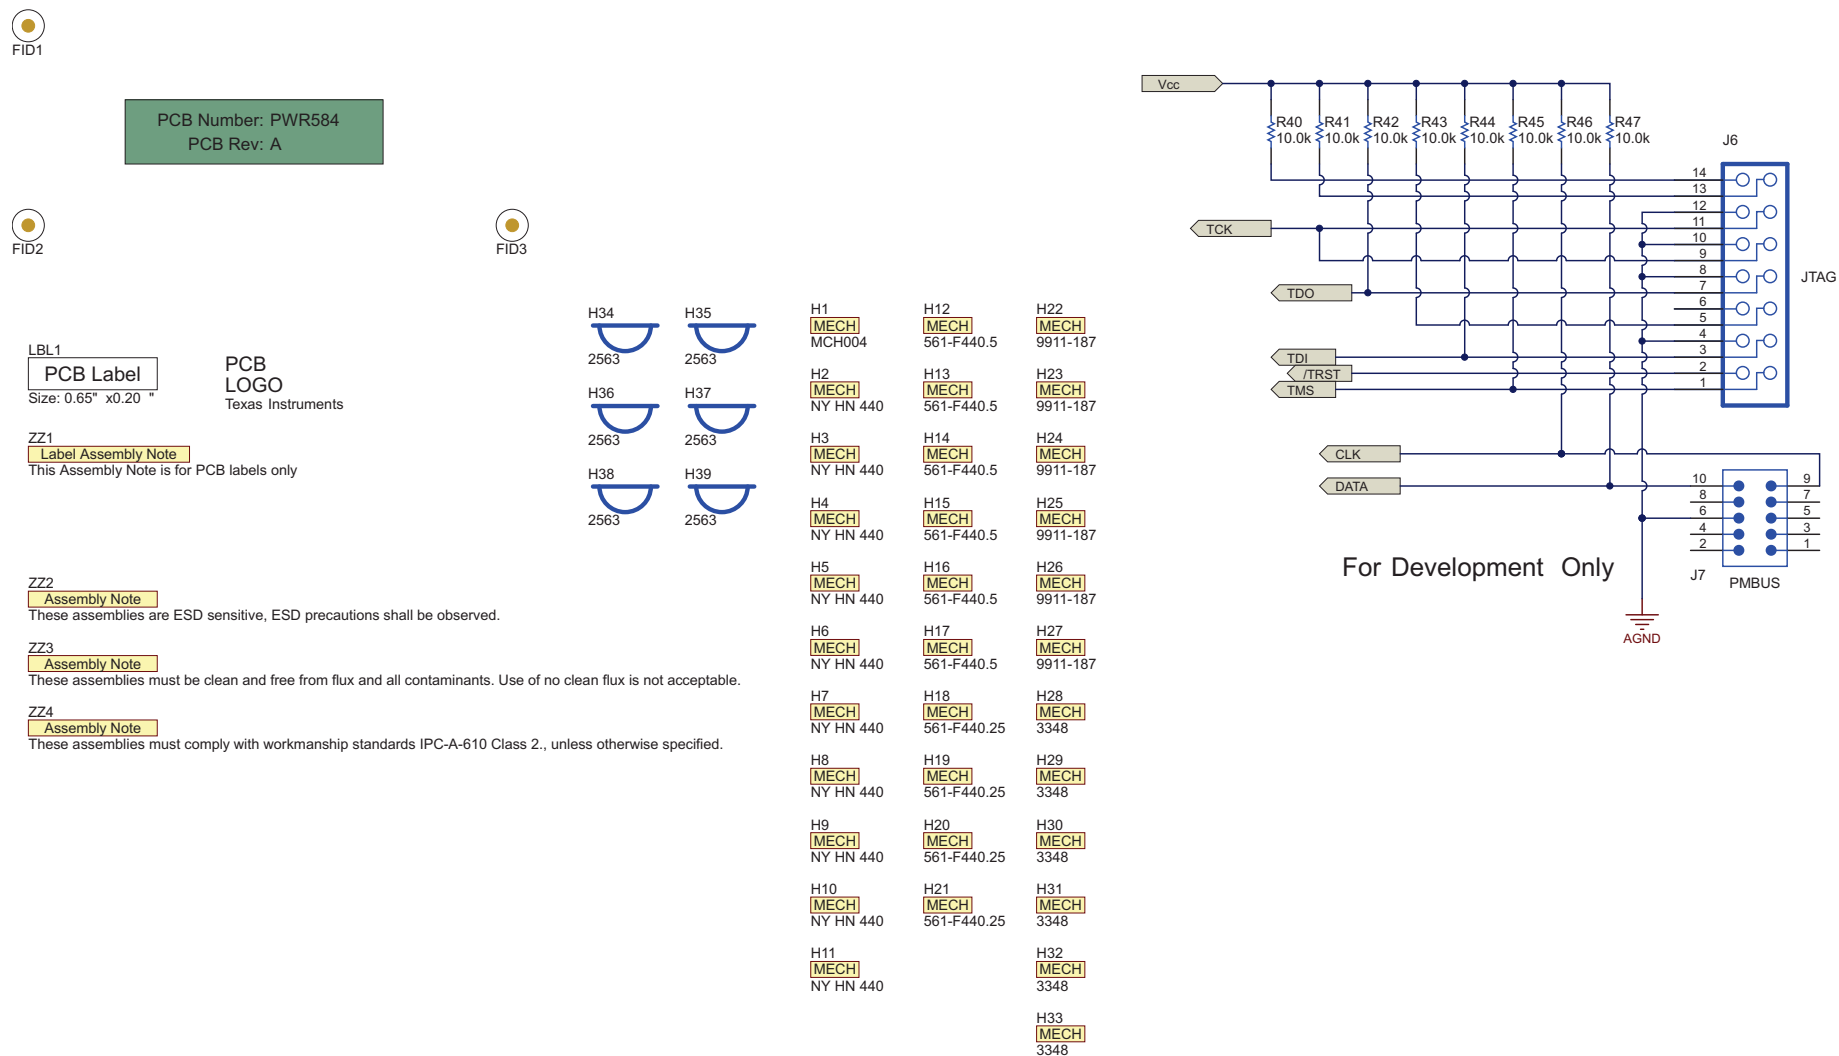 FID1
PCB Number: PWR584
PCB Rev: A
FID2
FID3
LBL1
PCB Label
Size: 0.65" x0.20 "
PCB
LOGO
Texas Instruments
ZZ1
Label Assembly Note
This Assembly Note is for PCB labels only
ZZ2
Assembly Note
These assemblies are ESD sensitive, ESD precautions shall be observed.
ZZ3
Assembly Note
These assemblies must be clean and free from flux and all contaminants. Use of no clean flux is not acceptable.
ZZ4
Assembly Note
These assemblies must comply with workmanship standards IPC-A-610 Class 2., unless otherwise specified.
H34
2563
H35
2563
H36
2563
H37
2563
H38
2563
H39
2563
H1
MECH
MCH004
H2
MECH
NY HN 440
H3
MECH
NY HN 440
H4
MECH
NY HN 440
H5
MECH
NY HN 440
H6
MECH
NY HN 440
H7
MECH
NY HN 440
H8
MECH
NY HN 440
H9
MECH
NY HN 440
H10
MECH
NY HN 440
H11
MECH
NY HN 440
H12
MECH
561-F440.5
H13
MECH
561-F440.5
H14
MECH
561-F440.5
H15
MECH
561-F440.5
H16
MECH
561-F440.5
H17
MECH
561-F440.5
H18
MECH
561-F440.25
H19
MECH
561-F440.25
H20
MECH
561-F440.25
H21
MECH
561-F440.25
H22
MECH
9911-187
H23
MECH
9911-187
H24
MECH
9911-187
H25
MECH
9911-187
H26
MECH
9911-187
H27
MECH
9911-187
H28
MECH
3348
H29
MECH
3348
H30
MECH
3348
H31
MECH
3348
H32
MECH
3348
H33
MECH
3348
Vcc
R40
10.0k
R41
10.0k
R42
10.0k
R43
10.0k
R44
10.0k
R45
10.0k
R46
10.0k
R47
10.0k
J6
14
13
12
11
10
9
8
7
6
5
4
3
2
1
JTAG
TCK
TDO
TDI
/TRST
TMS
CLK
DATA
10
8
6
4
2
9
7
5
3
1
J7
PMBUS
For Development Only
AGND